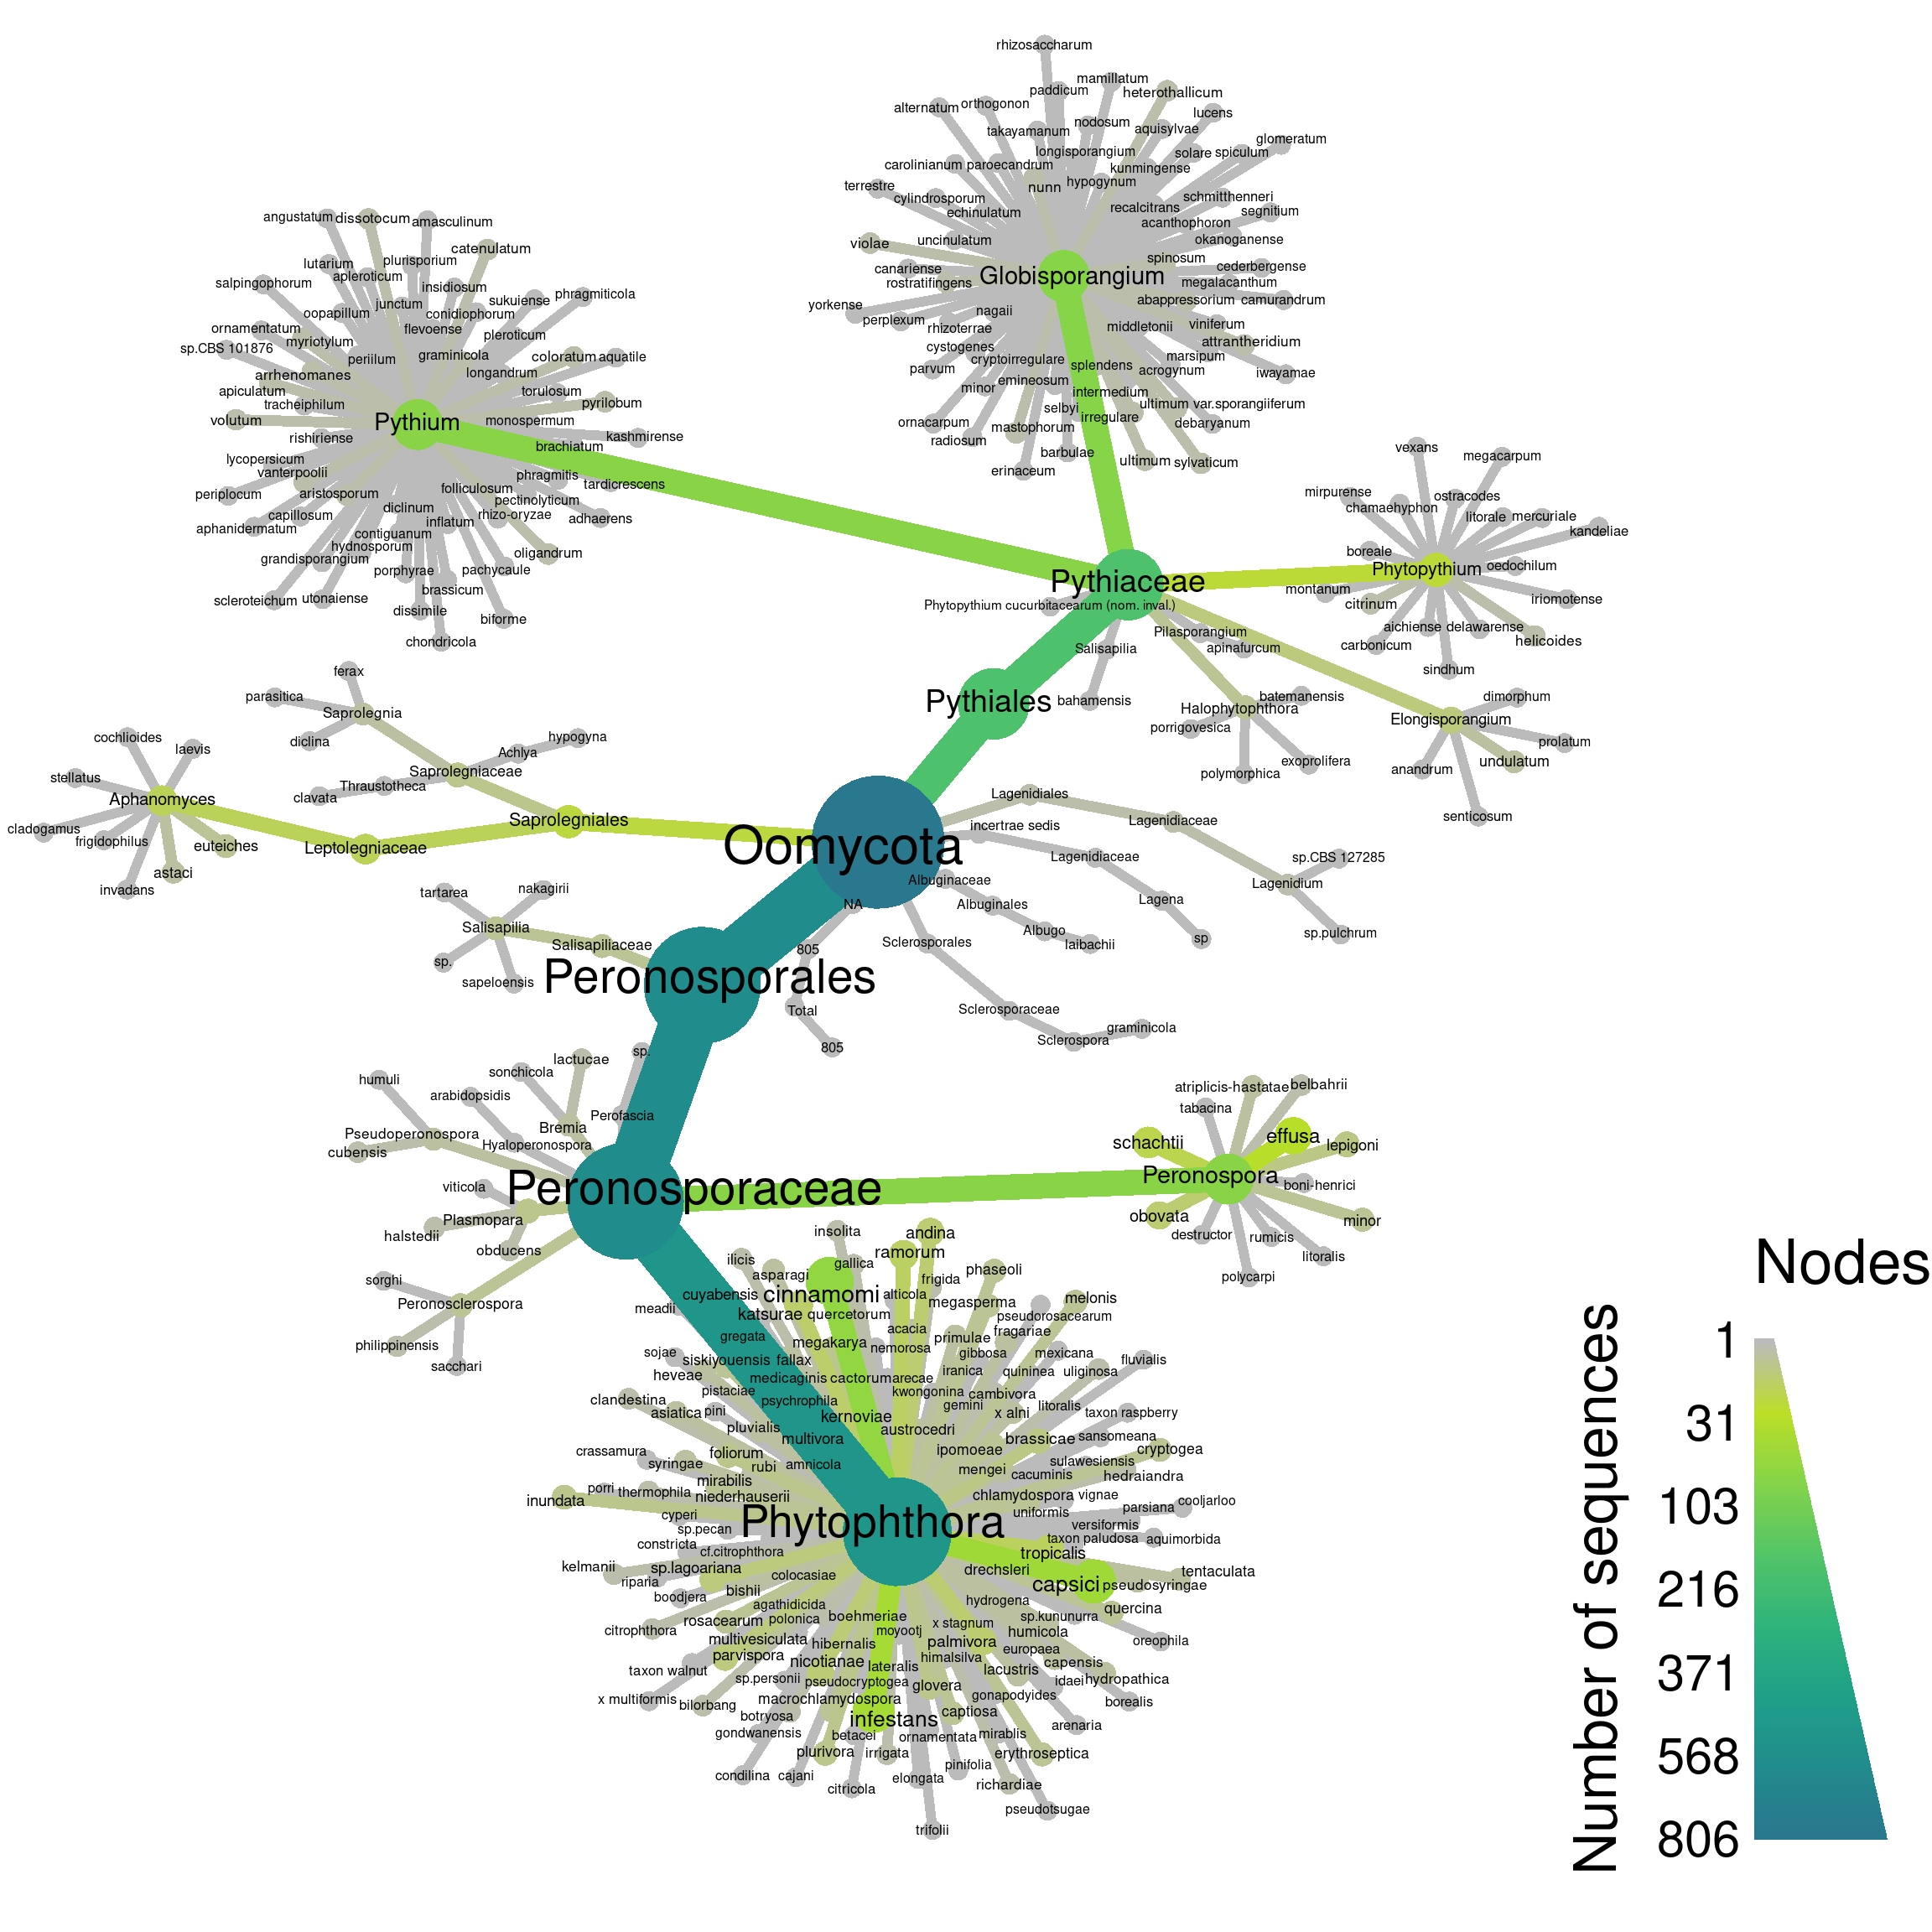 rhizosaccharum
mamillatum
paddicum
heterothallicum
alternatum
orthogonon
lucens
takayamanum
nodosum
aquisylvae
glomeratum
longisporangium
solare
spiculum
carolinianum
paroecandrum
kunmingense
terrestre
nunn
hypogynum
cylindrosporum
schmitthenneri
echinulatum
recalcitrans
segnitium
acanthophoron
violae
uncinulatum
okanoganense
canariense
spinosum
cederbergense
rostratifingens
Globisporangium
megalacanthum
yorkense
abappressorium
camurandrum
perplexum
nagaii
rhizoterrae
middletonii
viniferum
cystogenes
attrantheridium
cryptoirregulare
marsipum
parvum
splendens
acrogynum
iwayamae
minor
emineosum
intermedium
selbyi
irregulare
ultimum var.sporangiiferum
ornacarpum
mastophorum
debaryanum
radiosum
barbulae
erinaceum
ultimum
sylvaticum
angustatum
dissotocum
amasculinum
catenulatum
lutarium
plurisporium
apleroticum
salpingophorum
insidiosum
sukuiense
phragmiticola
junctum
oopapillum
conidiophorum
ornamentatum
flevoense
pleroticum
myriotylum
sp.CBS 101876
periilum
graminicola
coloratum
aquatile
arrhenomanes
longandrum
apiculatum
torulosum
tracheiphilum
pyrilobum
volutum
Pythium
monospermum
rishiriense
kashmirense
brachiatum
lycopersicum
vanterpoolii
phragmitis
tardicrescens
periplocum
aristosporum
folliculosum
pectinolyticum
capillosum
diclinum
rhizo-oryzae
adhaerens
aphanidermatum
inflatum
contiguanum
hydnosporum
grandisporangium
oligandrum
porphyrae
pachycaule
scleroteichum
utonaiense
brassicum
dissimile
biforme
chondricola
vexans
megacarpum
mirpurense
ostracodes
chamaehyphon
litorale
mercuriale
kandeliae
boreale
Phytopythium
oedochilum
montanum
citrinum
iriomotense
aichiense
delawarense
carbonicum
helicoides
sindhum
Pythiaceae
Phytopythium cucurbitacearum (nom. inval.)
Pilasporangium
Salisapilia
apinafurcum
bahamensis
Pythiales
batemanensis
Halophytophthora
porrigovesica
exoprolifera
polymorphica
dimorphum
Elongisporangium
prolatum
undulatum
anandrum
senticosum
ferax
parasitica
Saprolegnia
diclina
hypogyna
Achlya
Saprolegniaceae
Thraustotheca
clavata
cochlioides
laevis
stellatus
Aphanomyces
cladogamus
frigidophilus
euteiches
astaci
invadans
Leptolegniaceae
Saprolegniales
Oomycota
Lagenidiales
Lagenidiaceae
incertrae sedis
Lagenidiaceae
sp.CBS 127285
Lagenidium
Lagena
sp.pulchrum
sp
Albuginaceae
Albuginales
Albugo
laibachii
NA
805
Total
805
Sclerosporales
Sclerosporaceae
Sclerospora
graminicola
tartarea
nakagirii
Salisapilia
Salisapiliaceae
sp.
sapeloensis
Peronosporales
sp.
lactucae
sonchicola
humuli
arabidopsidis
Perofascia
Bremia
Pseudoperonospora
Hyaloperonospora
cubensis
viticola
Peronosporaceae
Plasmopara
halstedii
obducens
sorghi
Peronosclerospora
philippinensis
sacchari
atriplicis-hastatae
belbahrii
tabacina
effusa
schachtii
lepigoni
Peronospora
boni-henrici
obovata
minor
destructor
rumicis
litoralis
polycarpi
insolita
andina
ramorum
ilicis
gallica
asparagi
frigida
phaseoli
cuyabensis
cinnamomi
alticola
megasperma
melonis
meadii
katsurae
quercetorum
pseudorosacearum
gregata
acacia
fragariae
megakarya
primulae
nemorosa
gibbosa
mexicana
sojae
siskiyouensis
fallax
fluvialis
heveae
medicaginis
cactorum
arecae
iranica
quininea
uliginosa
pistaciae
kwongonina
cambivora
clandestina
psychrophila
gemini
litoralis
asiatica
pini
kernoviae
x alni
taxon raspberry
pluvialis
austrocedri
multivora
brassicae
sansomeana
crassamura
foliorum
ipomoeae
cryptogea
syringae
rubi
amnicola
sulawesiensis
mengei
cacuminis
hedraiandra
mirabilis
porri
thermophila
niederhauserii
inundata
chlamydospora
vignae
parsiana
cooljarloo
cyperi
uniformis
sp.pecan
Phytophthora
versiformis
constricta
taxon paludosa
aquimorbida
cf.citrophthora
tropicalis
kelmanii
sp.lagoariana
drechsleri
tentaculata
riparia
colocasiae
capsici
pseudosyringae
boodjera
bishii
agathidicida
hydrogena
quercina
rosacearum
polonica
boehmeriae
sp.kununurra
citrophthora
moyootj
x stagnum
humicola
multivesiculata
hibernalis
palmivora
oreophila
parvispora
europaea
nicotianae
lateralis
himalsilva
capensis
taxon walnut
lacustris
sp.personii
pseudocryptogea
idaei
hydropathica
glovera
x multiformis
macrochlamydospora
gonapodyides
borealis
bilorbang
botryosa
captiosa
infestans
arenaria
gondwanensis
betacei
ornamentata
mirablis
plurivora
irrigata
erythroseptica
pinifolia
condilina
cajani
elongata
citricola
richardiae
pseudotsugae
trifolii
Nodes
Number of sequences
1
31
103
216
371
568
806